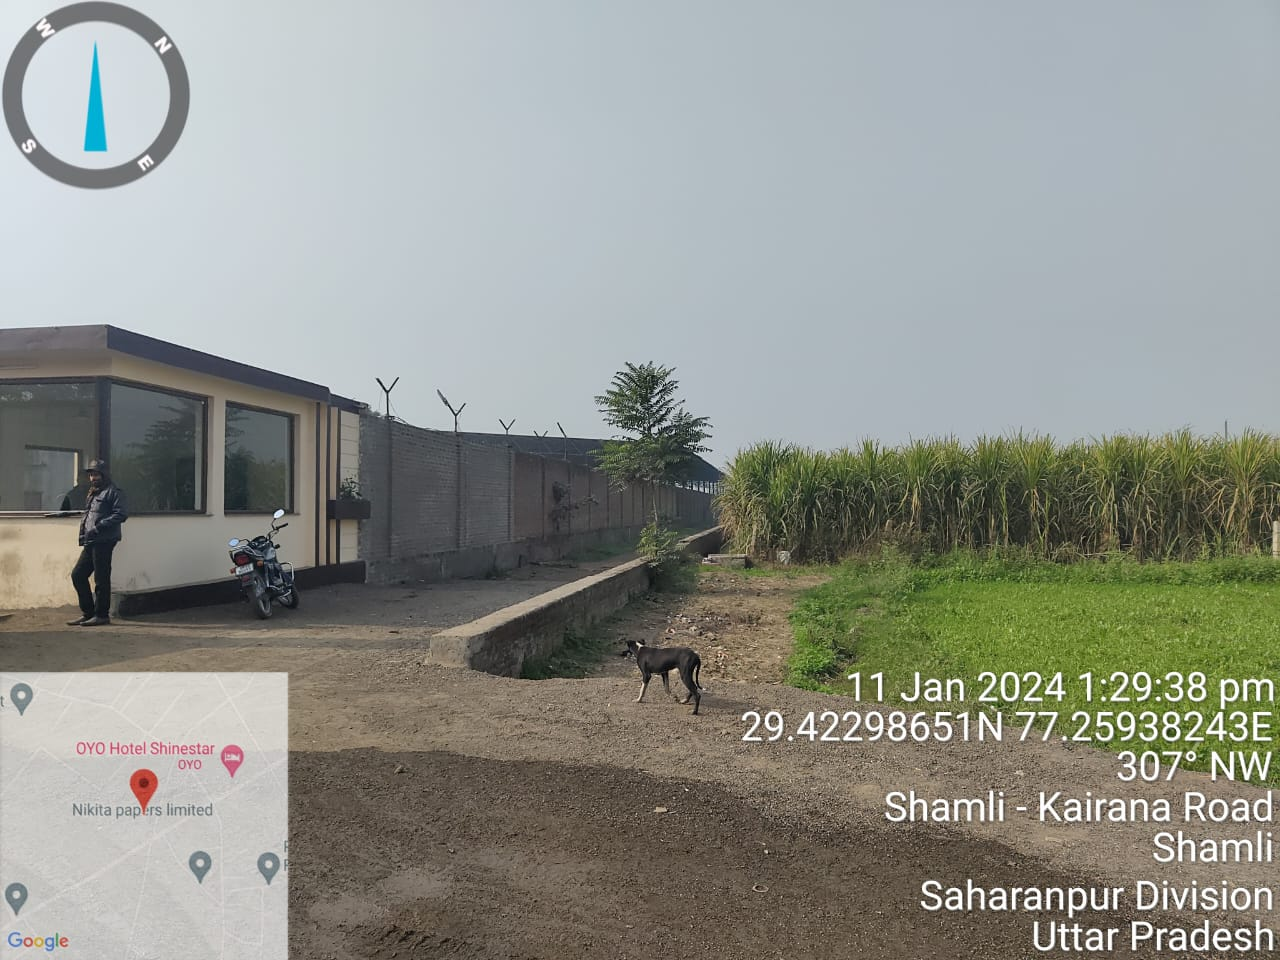 W
N
S
E
OYO Hotel Shinestar
OYO
Nikita papers limited
Google
11 Jan 2024 1:29:38 pm
29.42298651N 77.25938243E
307° NW
Shamli - Kairana Road
Shamli
Saharanpur Division
Uttar Pradesh